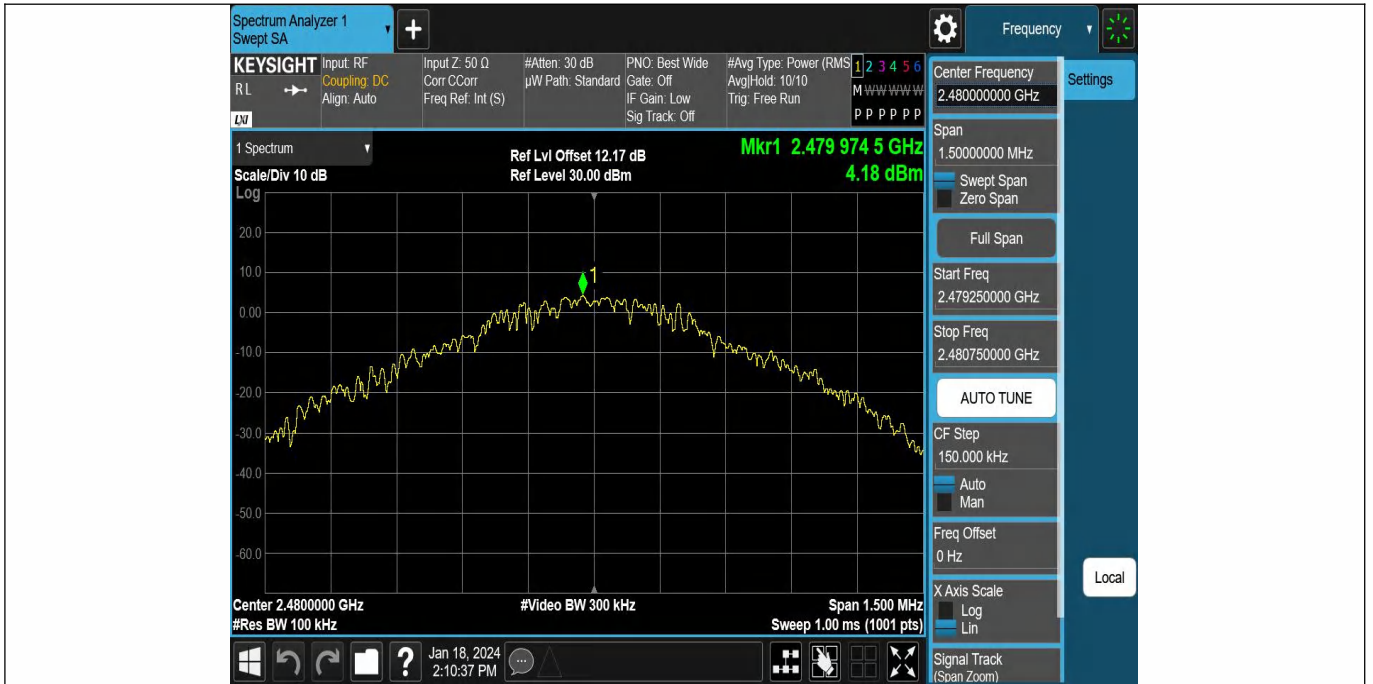 Spectrum Analyzer 1
Swept SA
Frequency
KEYSIGHT
R L
LXI
Input: RF
Coupling: DC
Align: Auto
Input Z: 50 Ω
Corr CCorr
Freq Ref: Int (S)
#Atten: 30 dB
µW Path: Standard
PNO: Best Wide
Gate: Off
IF Gain: Low
Sig Track: Off
#Avg Type: Power (RMS
Avg|Hold: 10/10
Trig: Free Run
1 2 3 4 5 6
M W W W W W
P P P P P P
1 Spectrum
Scale/Div 10 dB
Ref Lvl Offset 12.17 dB
Ref Level 30.00 dBm
Mkr1 2.479 974 5 GHz
4.18 dBm
Log
20.0
10.0
0.00
-10.0
-20.0
-30.0
-40.0
-50.0
-60.0
1
Center 2.4800000 GHz
#Res BW 100 kHz
#Video BW 300 kHz
Span 1.500 MHz
Sweep 1.00 ms (1001 pts)
Jan 18, 2024
2:10:37 PM
Center Frequency
2.480000000 GHz
Span
1.50000000 MHz
Swept Span
Zero Span
Full Span
Start Freq
2.479250000 GHz
Stop Freq
2.480750000 GHz
AUTO TUNE
CF Step
150.000 kHz
Auto
Man
Freq Offset
0 Hz
X Axis Scale
Log
Lin
Signal Track
(Span Zoom)
Settings
Local